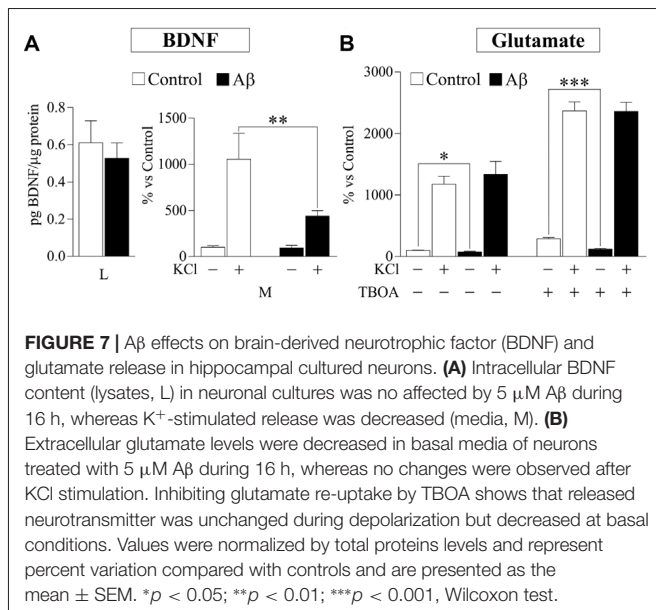 A
BDNF
B
Glutamate
Control Aβ
Control Aβ
pg BDNF/μg protein
0.8
0.6
0.4
0.2
0.0
L
% vs Control
1500
1000
500
0
**
KCl − + − +
M
% vs Control
3000
2000
1000
0
*
***
KCl − + − + − + − +
TBOA − − − − + + + +
FIGURE 7 | Aβ effects on brain-derived neurotrophic factor (BDNF) and
glutamate release in hippocampal cultured neurons. (A) Intracellular BDNF
content (lysates, L) in neuronal cultures was no affected by 5 μM Aβ during
16 h, whereas K+-stimulated release was decreased (media, M). (B)
Extracellular glutamate levels were decreased in basal media of neurons
treated with 5 μM Aβ during 16 h, whereas no changes were observed after
KCl stimulation. Inhibiting glutamate re-uptake by TBOA shows that released
neurotransmitter was unchanged during depolarization but decreased at basal
conditions. Values were normalized by total proteins levels and represent
percent variation compared with controls and are presented as the
mean ± SEM. *p < 0.05; **p < 0.01; ***p < 0.001, Wilcoxon test.